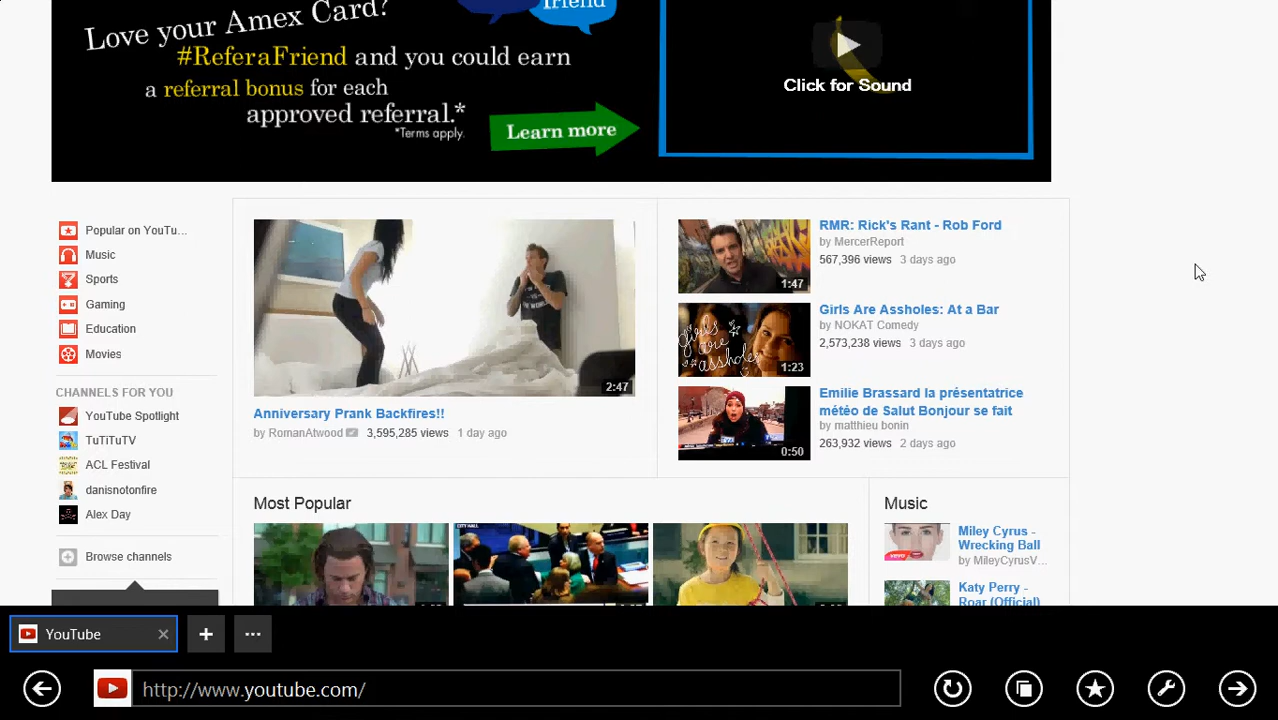 Love your Amex Card?
friend
#ReferaFriend and you could earn
a referral bonus for each
approved referral.*
*Terms apply.
Learn more
Click for Sound
Popular on YouTu...
Music
Sports
Gaming
Education
Movies
CHANNELS FOR YOU
YouTube Spotlight
TuTiTuTV
ACL Festival
danisnotonfire
Alex Day
Browse channels
2:47
Anniversary Prank Backfires!!
by RomanAtwood 3,595,285 views 1 day ago
1:47
RMR: Rick's Rant - Rob Ford
by MercerReport
567,396 views 3 days ago
girls are assholes
1:23
Girls Are Assholes: At a Bar
by NOKAT Comedy
2,573,238 views 3 days ago
0:50
Emilie Brassard la présentatrice
météo de Salut Bonjour se fait
by matthieu bonin
263,932 views 2 days ago
Most Popular
CITY HALL
Music
vevo
Miley Cyrus -
Wrecking Ball
by MileyCyrusV...
Katy Perry -
Roar (Official)
YouTube
http://www.youtube.com/